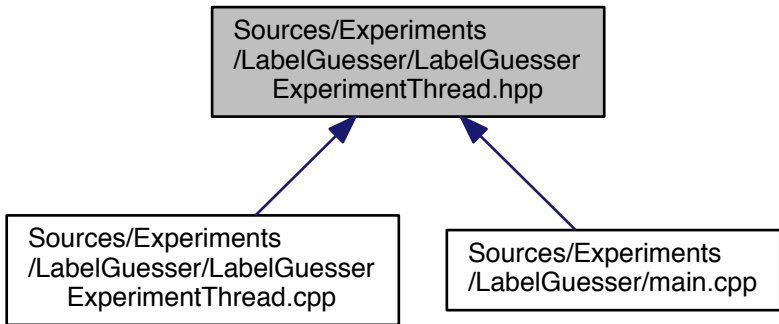 Sources/Experiments
/LabelGuesser/LabelGuesser
ExperimentThread.hpp
Sources/Experiments
/LabelGuesser/LabelGuesser
ExperimentThread.cpp
Sources/Experiments
/LabelGuesser/main.cpp